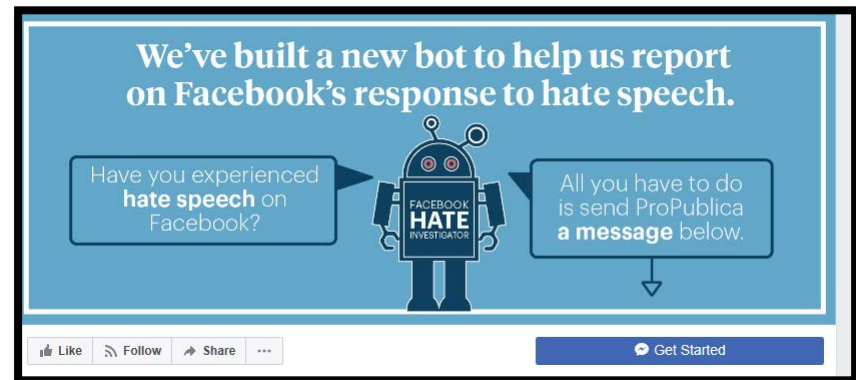 We’ve built a new bot to help us report
on Facebook’s response to hate speech.
Have you experienced
hate speech on
Facebook?
FACEBOOK
HATE
INVESTIGATOR
All you have to do
is send ProPublica
a message below.
Like Follow Share ...
Get Started